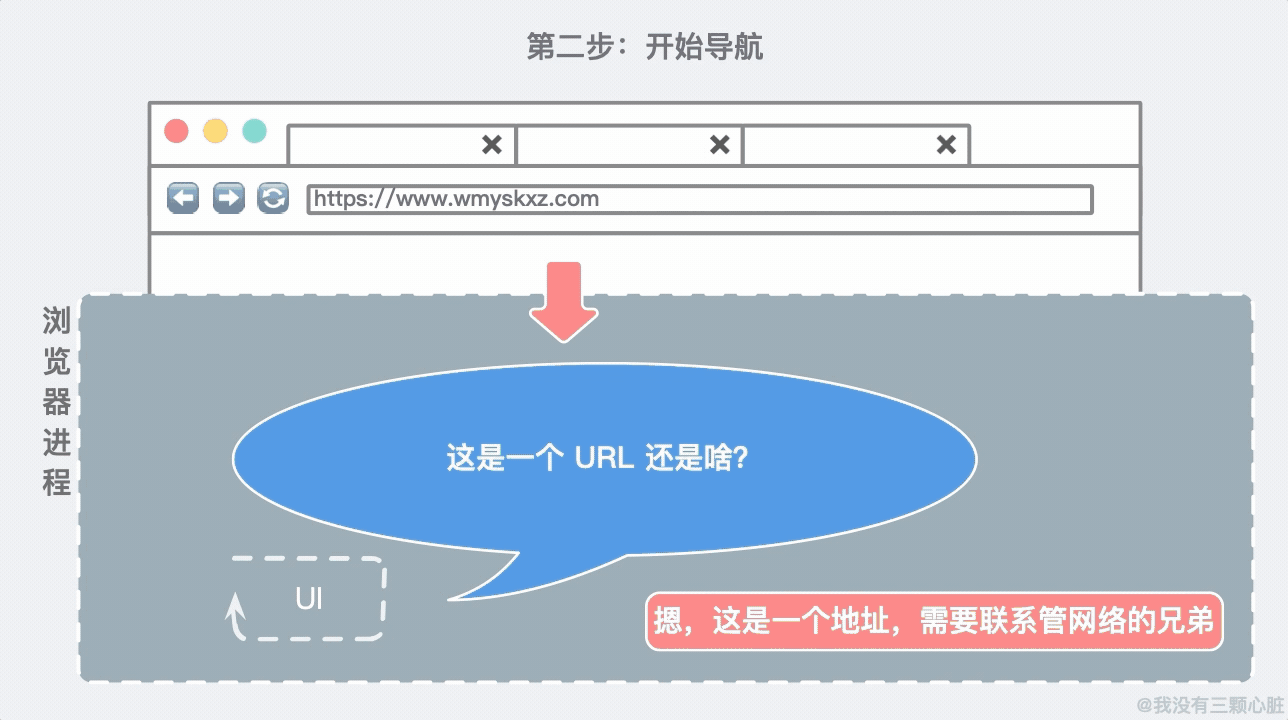 第二步：开始导航
https://www.wmyskxz.com
浏览器进程
这是一个 URL 还是啥?
UI
摁，这是一个地址，需要联系管网络的兄弟
@我没有三颗心脏